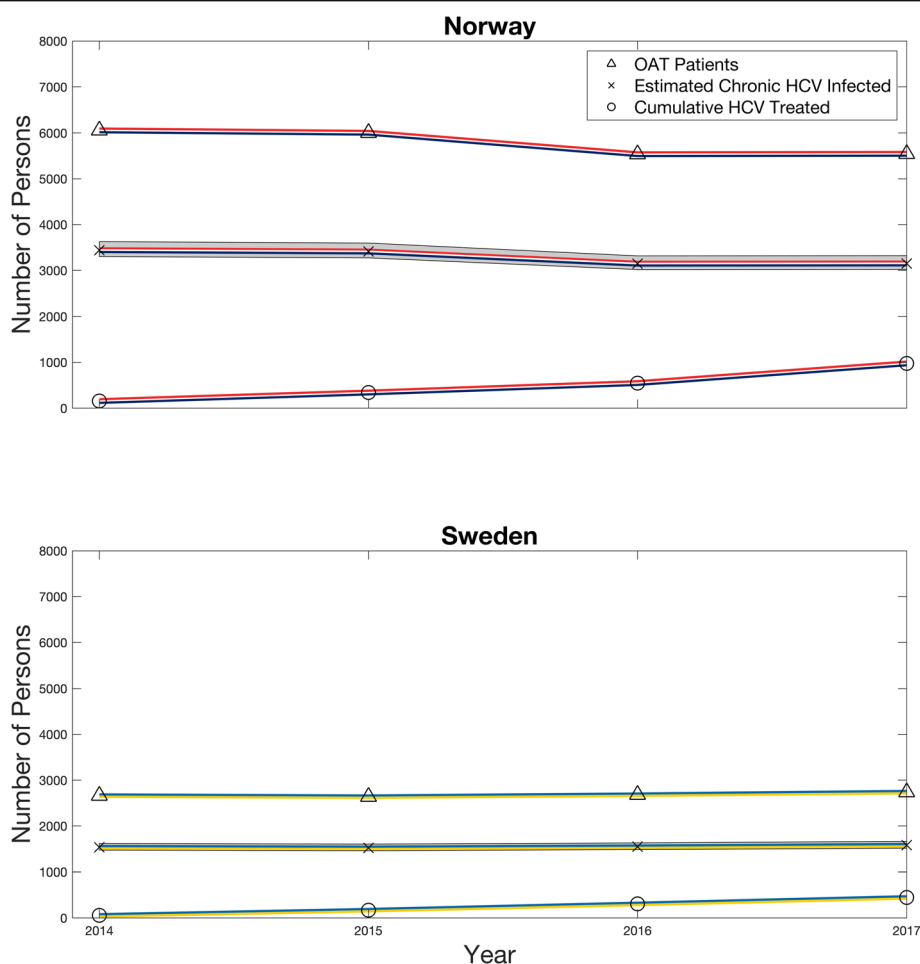 Norway
8000
7000
6000
5000
4000
3000
2000
1000
0
Number of Persons
OAT Patients
Estimated Chronic HCV Infected
Cumulative HCV Treated
Sweden
8000
7000
6000
5000
4000
3000
2000
1000
0
Number of Persons
2014 2015 2016 2017
Year